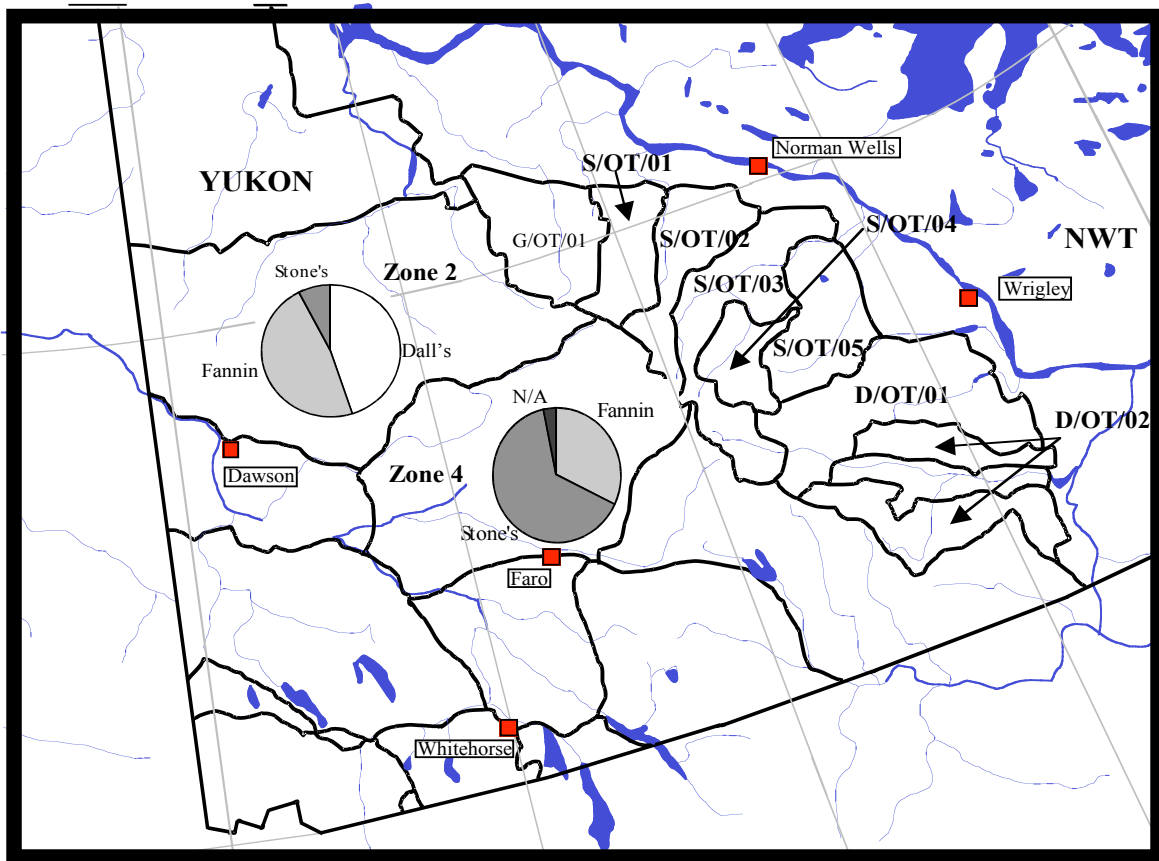 Norman Wells
S/OT/01
YUKON
S/OT/04
G/OT/01
S/OT/02
NWT
Stone's
Zone 2
S/OT/03
Wrigley
Dall's
S/OT/05
Fannin
N/A
D/OT/01
Fannin
D/OT/02
Dawson
Zone 4
Stone's
Faro
Whitehorse